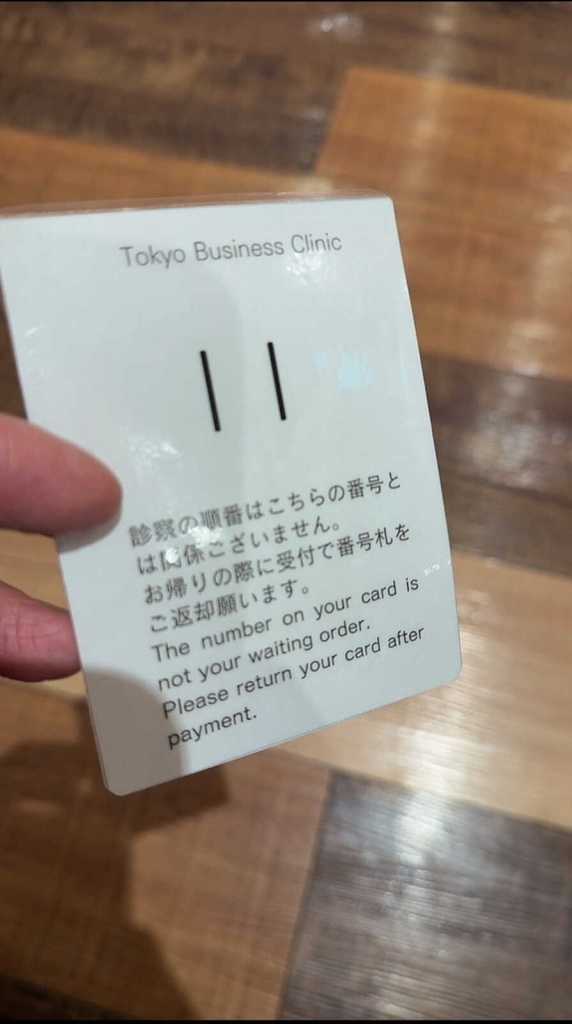 Tokyo Business Clinic
11
診察の順番はこちらの番号と
は関係ございません。
お帰りの際に受付で番号札を
ご返却願います。
The number on your card is
not your waiting order.
Please return your card after
payment.